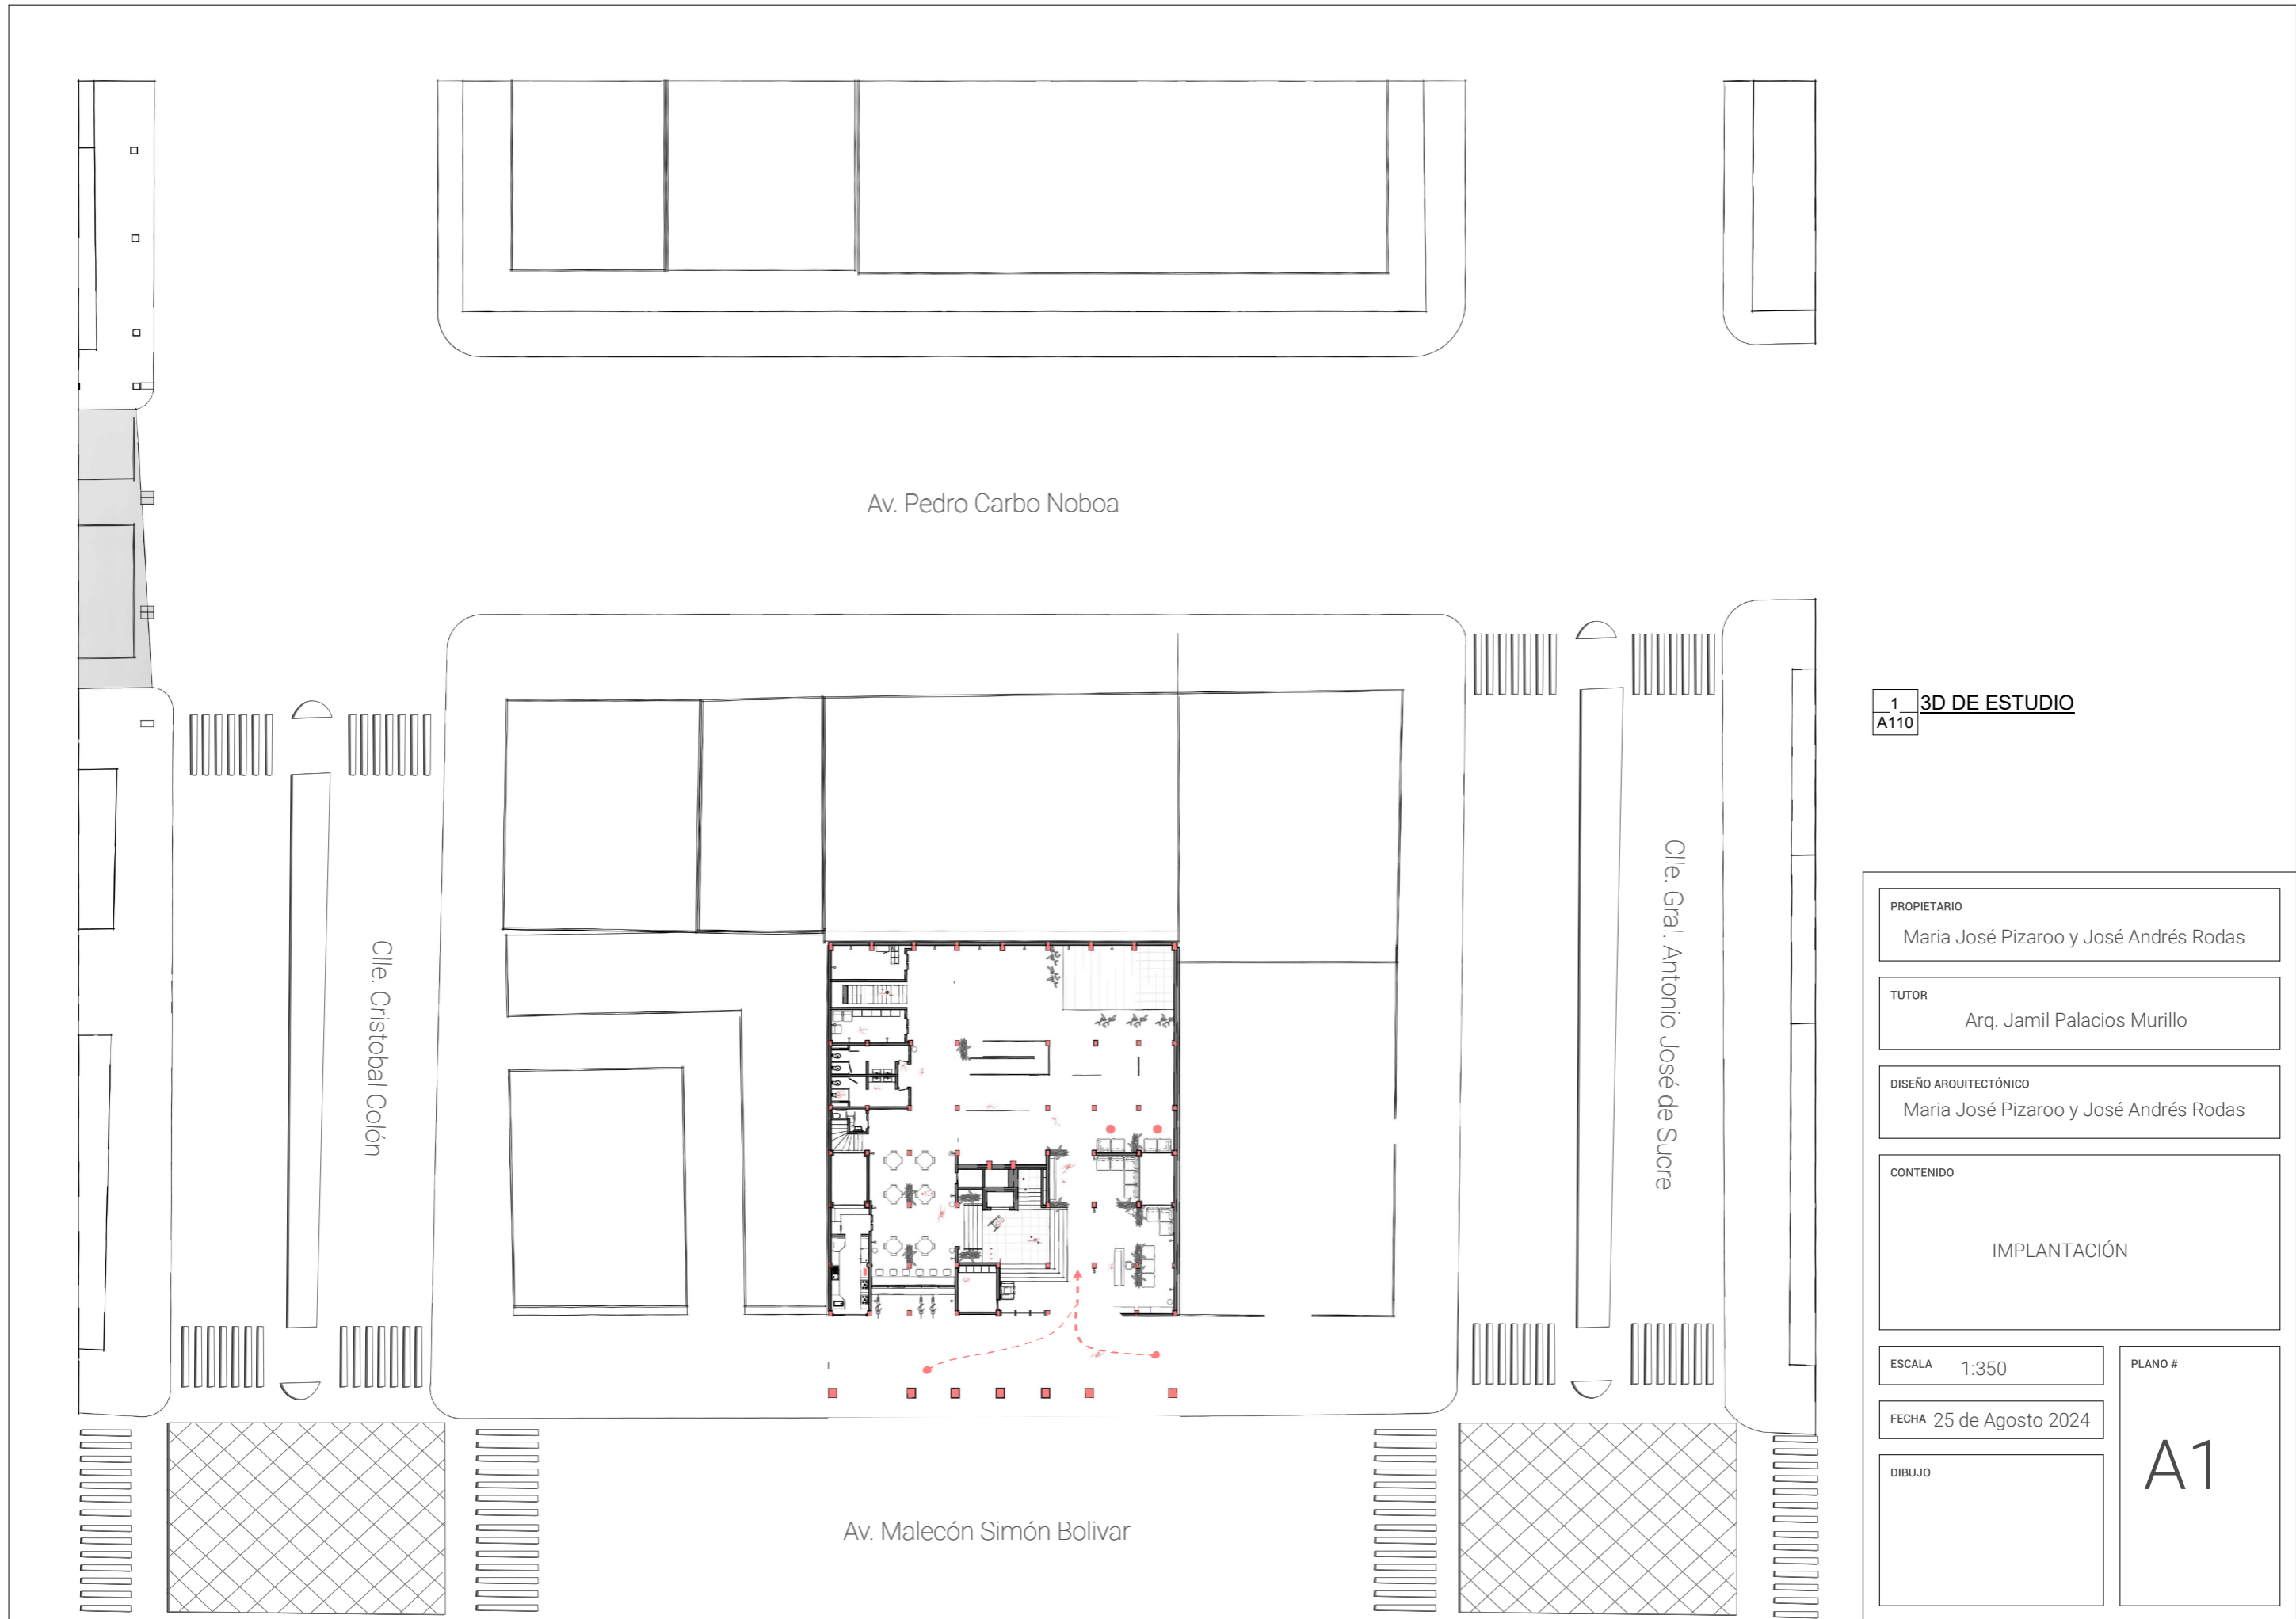 Av. Pedro Carbo Noboa
Clle. Cristobal Colón
Clle. Gral. Antonio José de Sucre
Av. Malecón Simón Bolivar
1
A110
3D DE ESTUDIO
PROPIETARIO
Maria José Pizaroo y José Andrés Rodas
TUTOR
Arq. Jamil Palacios Murillo
DISEÑO ARQUITECTÓNICO
Maria José Pizaroo y José Andrés Rodas
CONTENIDO
IMPLANTACIÓN
ESCALA 1:350
FECHA 25 de Agosto 2024
DIBUJO
PLANO #
A1